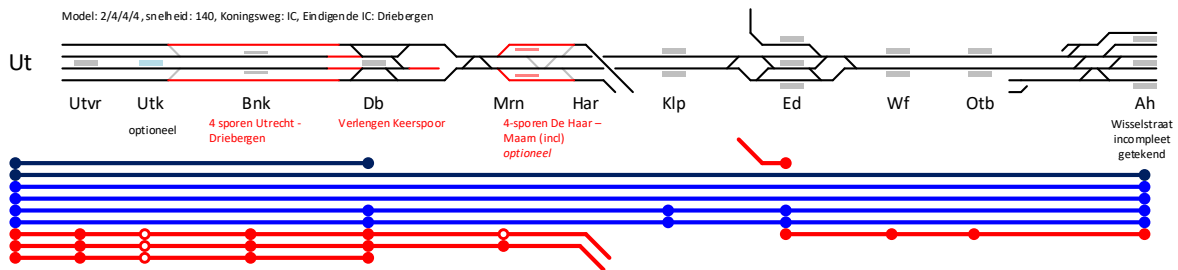 Model: 2/4/4/4, snelheid: 140, Koningsweg: IC, Eindigende IC: Driebergen
Ut
Utvr Utk Bnk Db Mrn Har Klp Ed Wf Otb Ah
optioneel
4 sporen Utrecht -
Driebergen
Verlengen Keerspoor
4-sporen De Haar –
Maarn (incl)
optioneel
Wisselstraat
incompleet
getekend